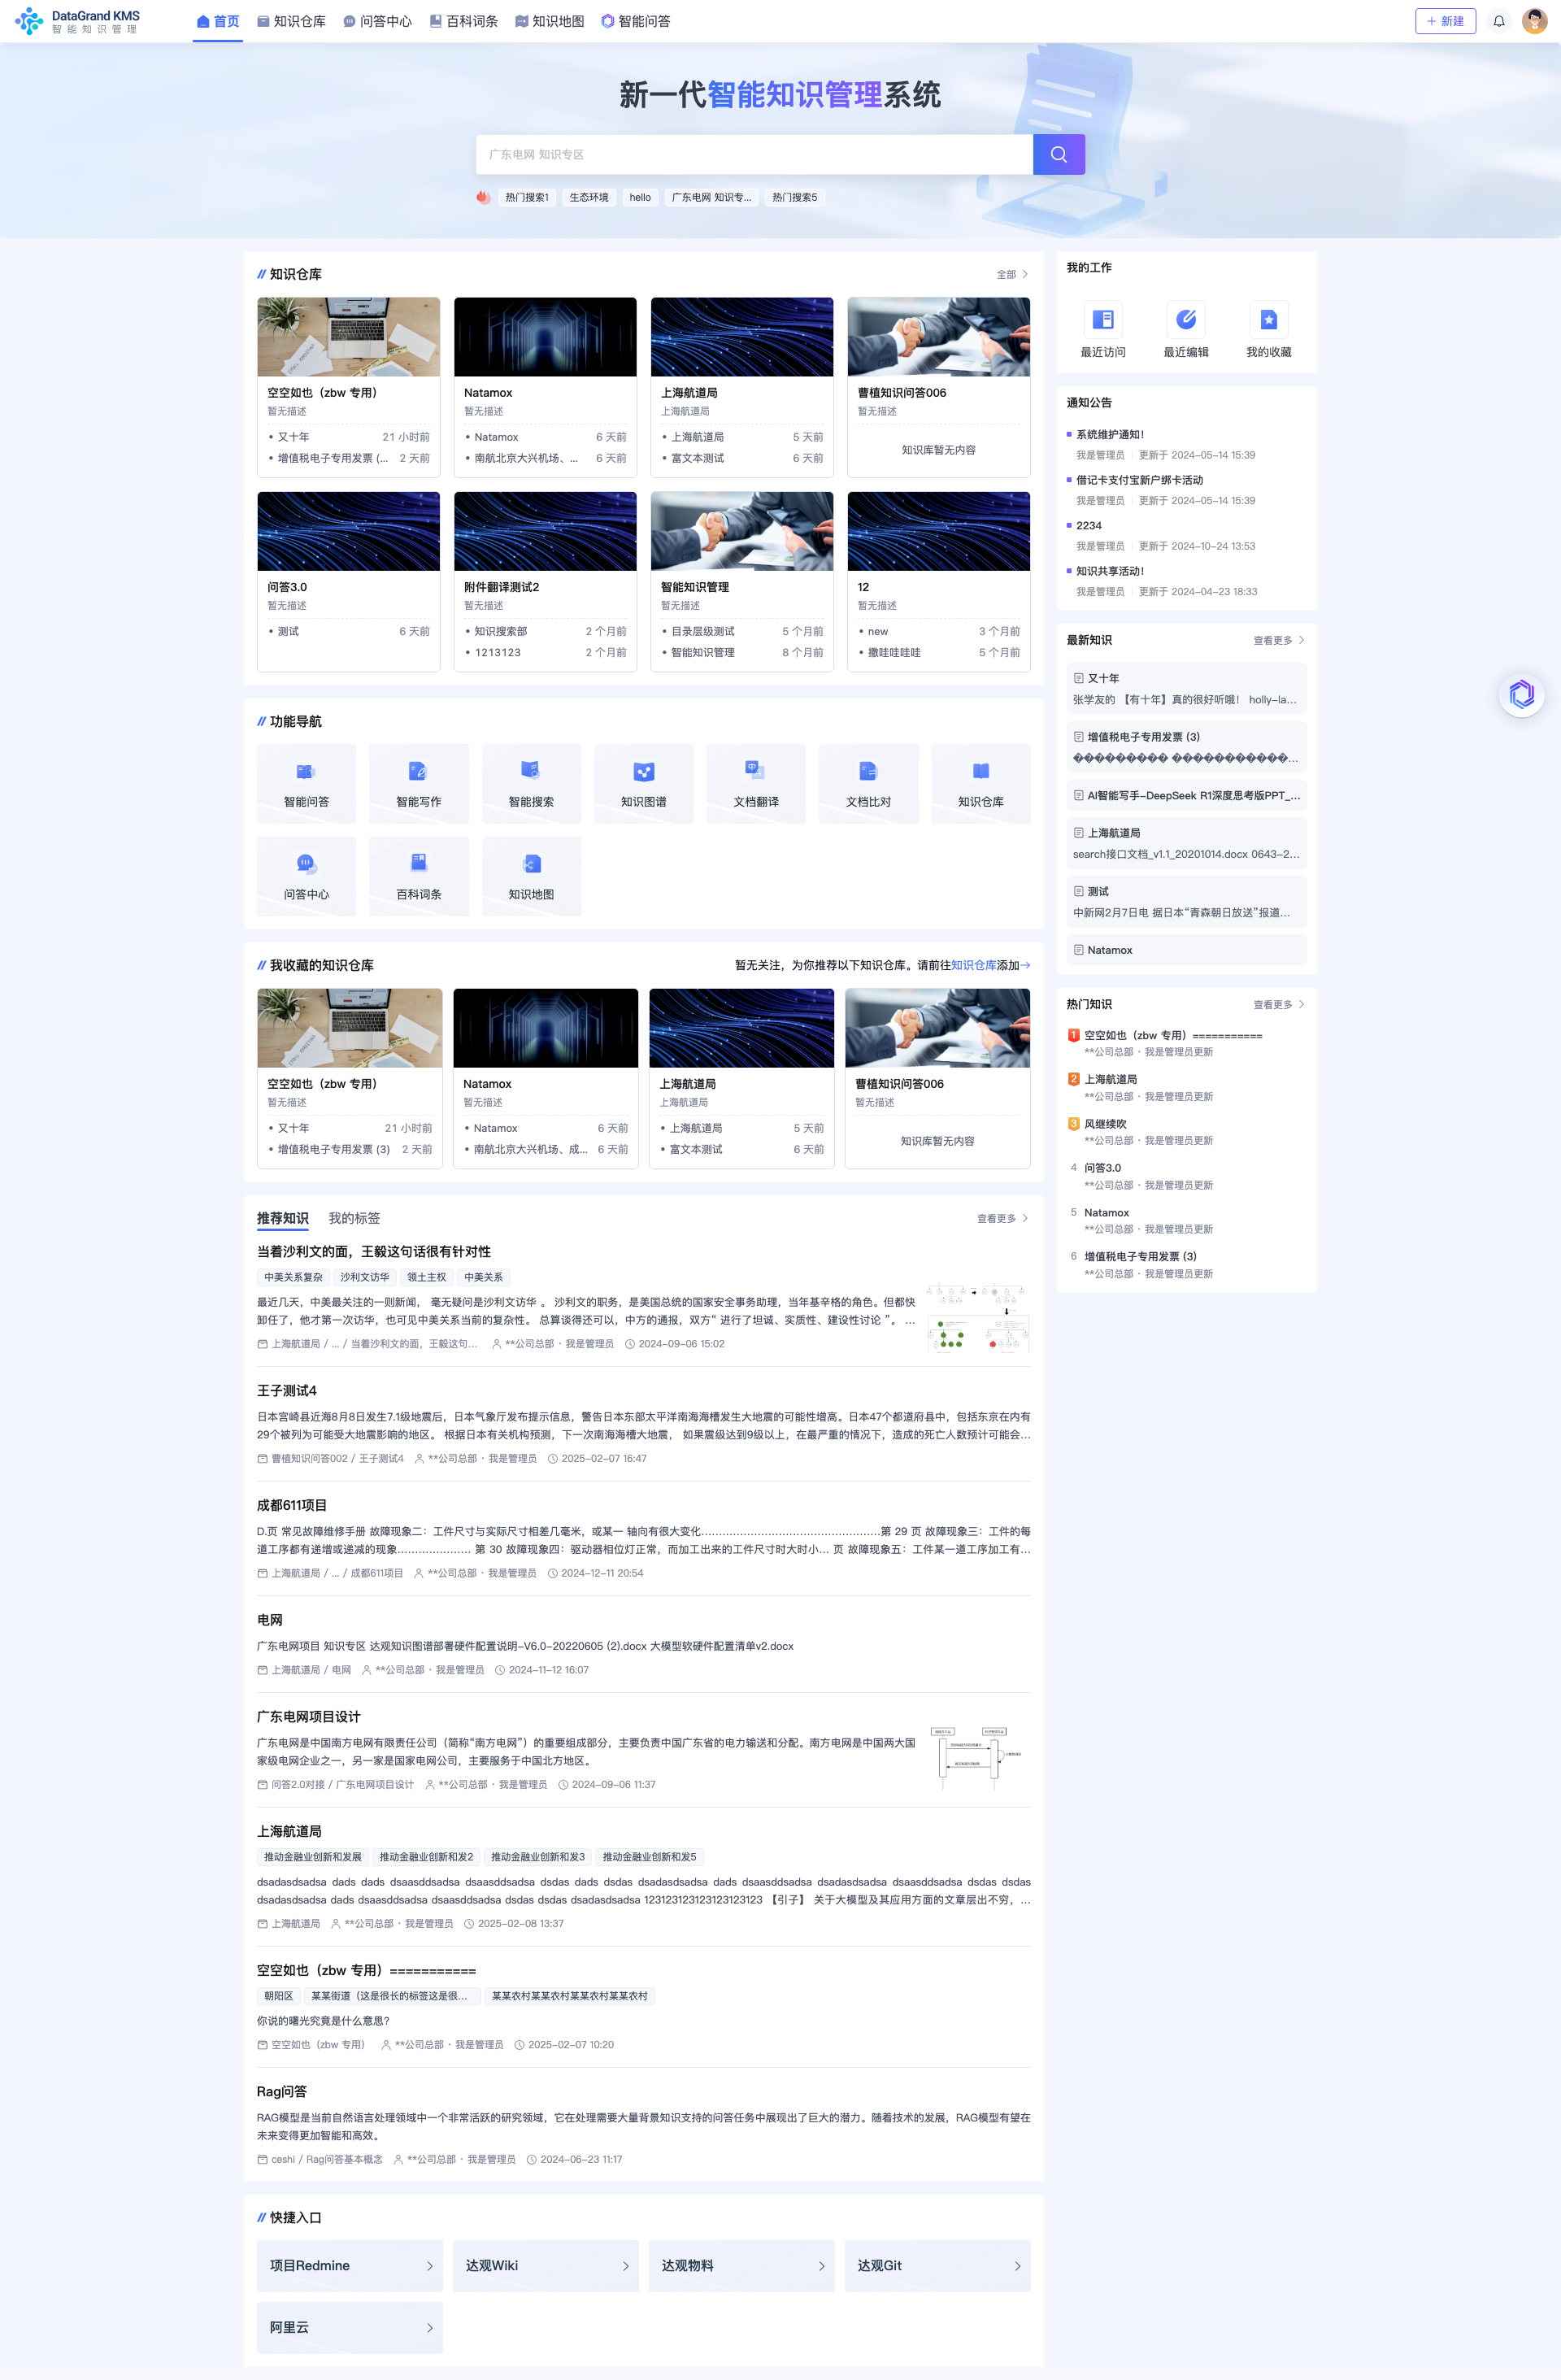 DataGrand KMS
智能知识管理
首页 知识仓库 问答中心 百科词条 知识地图 智能问答
新建
新一代智能知识管理系统
广东电网 知识专区
热门搜索1 生态环境 hello 广东电网 知识专... 热门搜索5
知识仓库 全部
空空如也（zbw 专用）
暂无描述
• 又十年 21 小时前
• 增值税电子专用发票 (... 2 天前
Natamox
暂无描述
• Natamox 6 天前
• 南航北京大兴机场、... 6 天前
上海航道局
上海航道局
• 上海航道局 5 天前
• 富文本测试 6 天前
曹植知识问答006
暂无描述
知识库暂无内容
问答3.0
暂无描述
• 测试 6 天前
附件翻译测试2
暂无描述
• 知识搜索部 2 个月前
• 1213123 2 个月前
智能知识管理
暂无描述
• 目录层级测试 5 个月前
• 智能知识管理 8 个月前
12
暂无描述
• new 3 个月前
• 撒哇哇哇哇 5 个月前
功能导航
智能问答 智能写作 智能搜索 知识图谱 文档翻译 文档比对 知识仓库
问答中心 百科词条 知识地图
我收藏的知识仓库 暂无关注，为你推荐以下知识仓库。请前往知识仓库添加→
空空如也（zbw 专用）
暂无描述
• 又十年 21 小时前
• 增值税电子专用发票 (3) 2 天前
Natamox
暂无描述
• Natamox 6 天前
• 南航北京大兴机场、成... 6 天前
上海航道局
上海航道局
• 上海航道局 5 天前
• 富文本测试 6 天前
曹植知识问答006
暂无描述
知识库暂无内容
推荐知识 我的标签 查看更多
当着沙利文的面，王毅这句话很有针对性
中美关系复杂 沙利文访华 领土主权 中美关系
最近几天，中美最关注的一则新闻， 毫无疑问是沙利文访华 。 沙利文的职务，是美国总统的国家安全事务助理，当年基辛格的角色。但都快
卸任了，他才第一次访华，也可见中美关系当前的复杂性。 总算谈得还可以，中方的通报，双方“ 进行了坦诚、实质性、建设性讨论 ”。 ...
上海航道局 / ... / 当着沙利文的面，王毅这句... **公司总部 · 我是管理员 2024-09-06 15:02
王子测试4
日本宫崎县近海8月8日发生7.1级地震后，日本气象厅发布提示信息，警告日本东部太平洋南海海槽发生大地震的可能性增高。日本47个都道府县中，包括东京在内有
29个被列为可能受大地震影响的地区。 根据日本有关机构预测，下一次南海海槽大地震， 如果震级达到9级以上，在最严重的情况下，造成的死亡人数预计可能会...
曹植知识问答002 / 王子测试4 **公司总部 · 我是管理员 2025-02-07 16:47
成都611项目
D.页 常见故障维修手册 故障现象二：工件尺寸与实际尺寸相差几毫米，或某一 轴向有很大变化...................................................第 29 页 故障现象三：工件的每
道工序都有递增或递减的现象..................... 第 30 故障现象四：驱动器相位灯正常，而加工出来的工件尺寸时大时小... 页 故障现象五：工件某一道工序加工有...
上海航道局 / ... / 成都611项目 **公司总部 · 我是管理员 2024-12-11 20:54
电网
广东电网项目 知识专区 达观知识图谱部署硬件配置说明-V6.0-20220605 (2).docx 大模型软硬件配置清单v2.docx
上海航道局 / 电网 **公司总部 · 我是管理员 2024-11-12 16:07
广东电网项目设计
广东电网是中国南方电网有限责任公司（简称“南方电网”）的重要组成部分，主要负责中国广东省的电力输送和分配。南方电网是中国两大国
家级电网企业之一，另一家是国家电网公司，主要服务于中国北方地区。
问答2.0对接 / 广东电网项目设计 **公司总部 · 我是管理员 2024-09-06 11:37
上海航道局
推动金融业创新和发展 推动金融业创新和发2 推动金融业创新和发3 推动金融业创新和发5
dsadasdsadsa dads dads dsaasddsadsa dsaasddsadsa dsdas dads dsdas dsadasdsadsa dads dsaasddsadsa dsadasdsadsa dsaasddsadsa dsdas dsdas
dsadasdsadsa dads dsaasddsadsa dsaasddsadsa dsdas dsdas dsadasdsadsa 123123123123123123123 【引子】 关于大模型及其应用方面的文章层出不穷，...
上海航道局 **公司总部 · 我是管理员 2025-02-08 13:37
空空如也（zbw 专用）===========
朝阳区 某某街道（这是很长的标签这是很... 某某农村某某农村某某农村某某农村
你说的曙光究竟是什么意思?
空空如也（zbw 专用） **公司总部 · 我是管理员 2025-02-07 10:20
Rag问答
RAG模型是当前自然语言处理领域中一个非常活跃的研究领域，它在处理需要大量背景知识支持的问答任务中展现出了巨大的潜力。随着技术的发展，RAG模型有望在
未来变得更加智能和高效。
ceshi / Rag问答基本概念 **公司总部 · 我是管理员 2024-06-23 11:17
快捷入口
项目Redmine 达观Wiki 达观物料 达观Git
阿里云
我的工作
最近访问 最近编辑 我的收藏
通知公告
系统维护通知！
我是管理员 更新于 2024-05-14 15:39
借记卡支付宝新户绑卡活动
我是管理员 更新于 2024-05-14 15:39
2234
我是管理员 更新于 2024-10-24 13:53
知识共享活动！
我是管理员 更新于 2024-04-23 18:33
最新知识 查看更多
又十年
张学友的 【有十年】真的很好听哦！ holly-la...
增值税电子专用发票 (3)
����������� �������������...
AI智能写手-DeepSeek R1深度思考版PPT_...
上海航道局
search接口文档_v1.1_20201014.docx 0643-2...
测试
中新网2月7日电 据日本“青森朝日放送”报道...
Natamox
热门知识 查看更多
1 空空如也（zbw 专用）===========
**公司总部 · 我是管理员更新
2 上海航道局
**公司总部 · 我是管理员更新
3 风继续吹
**公司总部 · 我是管理员更新
4 问答3.0
**公司总部 · 我是管理员更新
5 Natamox
**公司总部 · 我是管理员更新
6 增值税电子专用发票 (3)
**公司总部 · 我是管理员更新